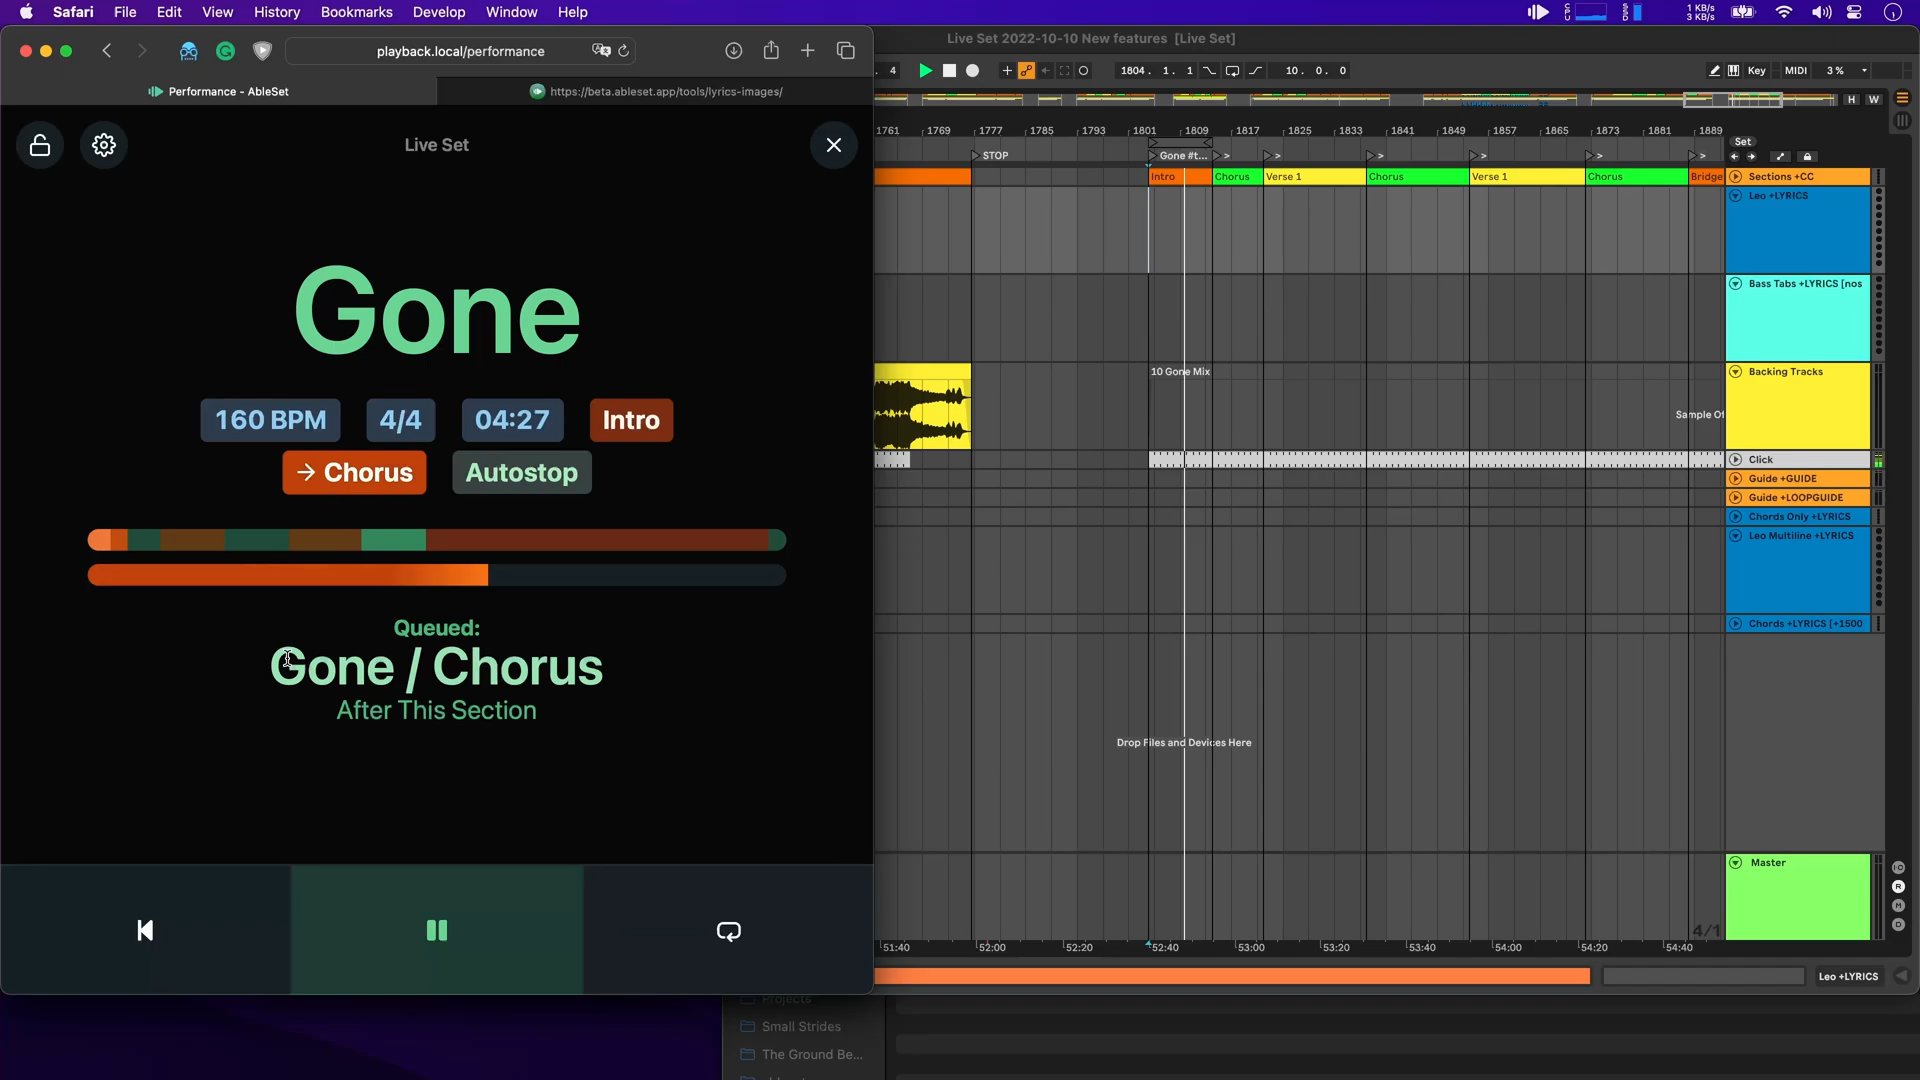 Safari File Edit View History Bookmarks Develop Window Help
1 KB/s
3 KB/s
playback.local/performance
Performance - AbleSet
https://beta.ableset.app/tools/lyrics-images/
Live Set
Gone
160 BPM 4/4 04:27 Intro
→ Chorus Autostop
Queued:
Gone / Chorus
After This Section
Live Set 2022-10-10 New features [Live Set]
. 4
1804 . 1 . 1
10 . 0 . 0
Key MIDI 3 %
H W
1761 1769 1777 1785 1793 1801 1809 1817 1825 1833 1841 1849 1857 1865 1873 1881 1889
Set
STOP Gone #t... > > > > > >
Intro Chorus Verse 1 Chorus Verse 1 Chorus Bridge
Sections +CC
Leo +LYRICS
Bass Tabs +LYRICS [nos
10 Gone Mix
Backing Tracks
Sample Of
Click
Guide +GUIDE
Guide +LOOPGUIDE
Chords Only +LYRICS
Leo Multiline +LYRICS
Chords +LYRICS [+1500
Drop Files and Devices Here
Master
4/1
51:40 52:00 52:20 52:40 53:00 53:20 53:40 54:00 54:20 54:40
Leo +LYRICS
Projects
Small Strides
The Ground Be...